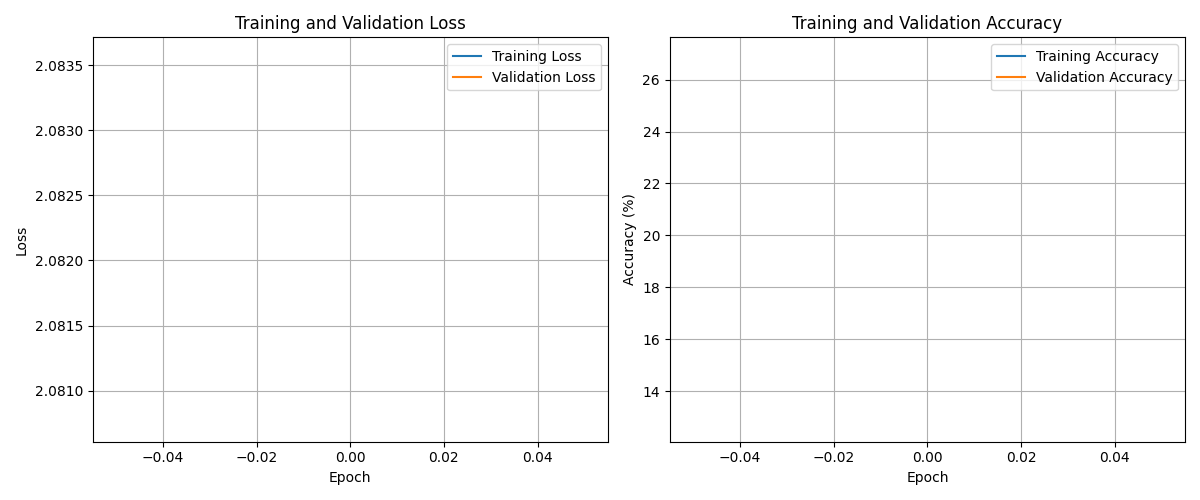 Training and Validation Loss
Training Loss
Validation Loss
2.0835
2.0830
2.0825
2.0820
2.0815
2.0810
Loss
−0.04
−0.02
0.00
0.02
0.04
Epoch
Training and Validation Accuracy
Training Accuracy
Validation Accuracy
26
24
22
20
18
16
14
Accuracy (%)
−0.04
−0.02
0.00
0.02
0.04
Epoch